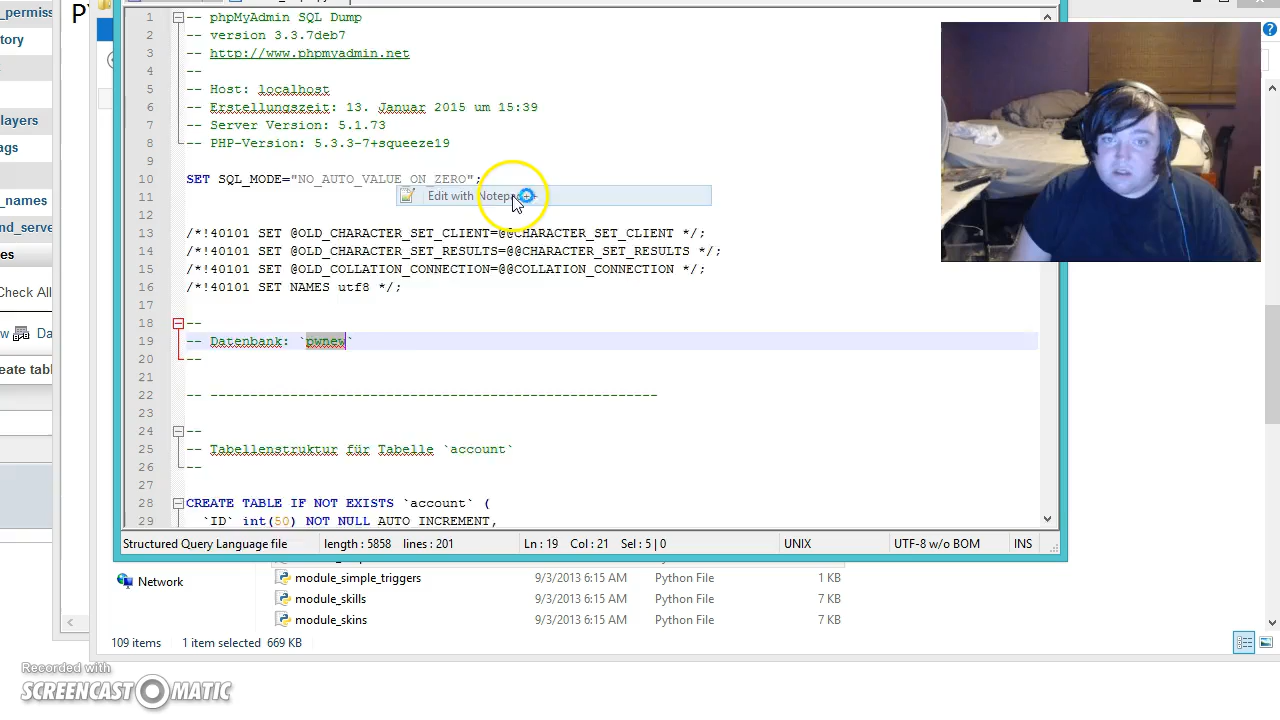 _permiss
tory
layers
ags
_names
nd_serve
es
Check All
w Da
eate tabl
P
1 -- phpMyAdmin SQL Dump
2 -- version 3.3.7deb7
3 -- http://www.phpmyadmin.net
4 --
5 -- Host: localhost
6 -- Erstellungszeit: 13. Januar 2015 um 15:39
7 -- Server Version: 5.1.73
8 -- PHP-Version: 5.3.3-7+squeeze19
9
10 SET SQL_MODE="NO_AUTO_VALUE_ON_ZERO";
11
Edit with Notepad++
12
13 /*!40101 SET @OLD_CHARACTER_SET_CLIENT=@@CHARACTER_SET_CLIENT */;
14 /*!40101 SET @OLD_CHARACTER_SET_RESULTS=@@CHARACTER_SET_RESULTS */;
15 /*!40101 SET @OLD_COLLATION_CONNECTION=@@COLLATION_CONNECTION */;
16 /*!40101 SET NAMES utf8 */;
17
18 --
19 -- Datenbank: `pwnew`
20 --
21
22 -- --------------------------------------------------------
23
24 --
25 -- Tabellenstruktur für Tabelle `account`
26 --
27
28 CREATE TABLE IF NOT EXISTS `account` (
29 `ID` int(50) NOT NULL AUTO_INCREMENT,
Structured Query Language file length : 5858 lines : 201 Ln : 19 Col : 21 Sel : 5 | 0 UNIX UTF-8 w/o BOM INS
Network
module_simple_triggers 9/3/2013 6:15 AM Python File 1 KB
module_skills 9/3/2013 6:15 AM Python File 7 KB
module_skins 9/3/2013 6:15 AM Python File 7 KB
109 items 1 item selected 669 KB
Recorded with
SCREENCAST-O-MATIC